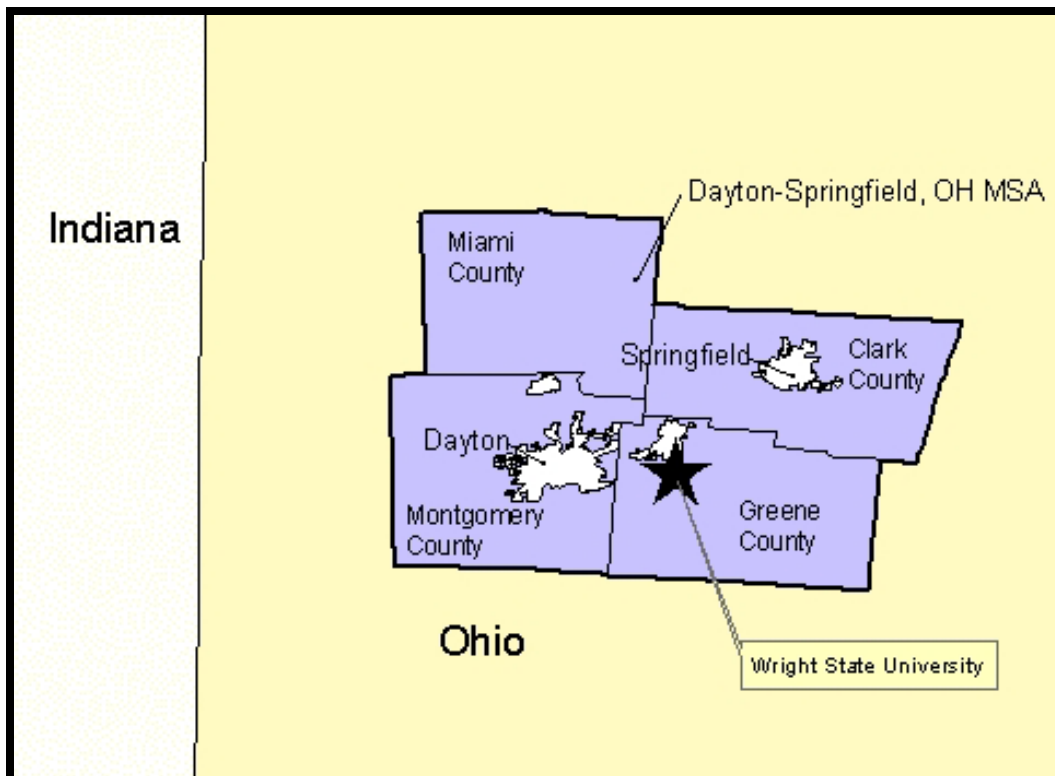 Dayton-Springfield, OH MSA
Indiana
Miami
County
Springfield
Clark
County
Dayton
Montgomery
County
Greene
County
Ohio
Wright State University